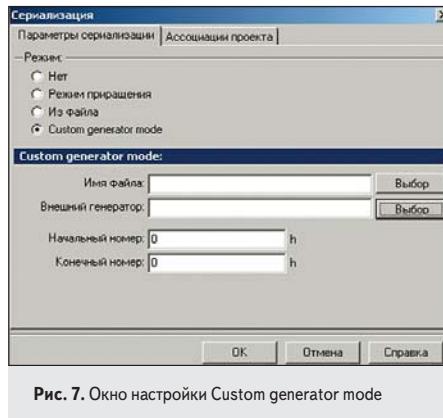 Сериализация
Параметры сериализации Ассоциации проекта
Режим:
Нет
Режим приращения
Из файла
Custom generator mode
Custom generator mode:
Имя файла: Выбор
Внешний генератор: Выбор
Начальный номер: 0 h
Конечный номер: 0 h
OK Отмена Справка
Рис. 7. Окно настройки Custom generator mode